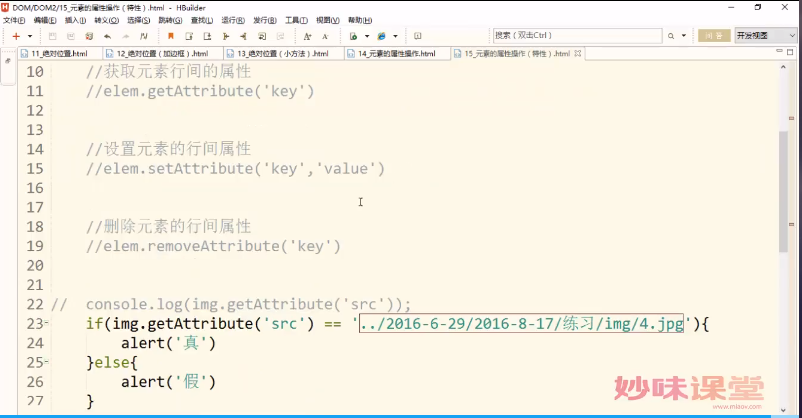 DOM/DOM2/15_元素的属性操作（特性）.html - HBuilder
文件(F) 编辑(E) 插入(I) 转义(O) 选择(S) 跳转(G) 查找(L) 运行(R) 发行(B) 工具(T) 视图(V) 帮助(H)
搜索（双击Ctrl） 问答 开发视图
11_绝对位置.html 12_绝对位置（加边框）.html 13_绝对位置（小方法）.html 14_元素的属性操作.html 15_元素的属性操作（特性）.html
10 //获取元素行间的属性
11 //elem.getAttribute('key')
12
13
14 //设置元素的行间属性
15 //elem.setAttribute('key','value')
16
17
18 //删除元素的行间属性
19 //elem.removeAttribute('key')
20
21
22 // console.log(img.getAttribute('src'));
23 if(img.getAttribute('src') == '../2016-6-29/2016-8-17/练习/img/4.jpg'){
24 alert('真')
25 }else{
26 alert('假')
27 }
妙味课堂
www.miaov.com